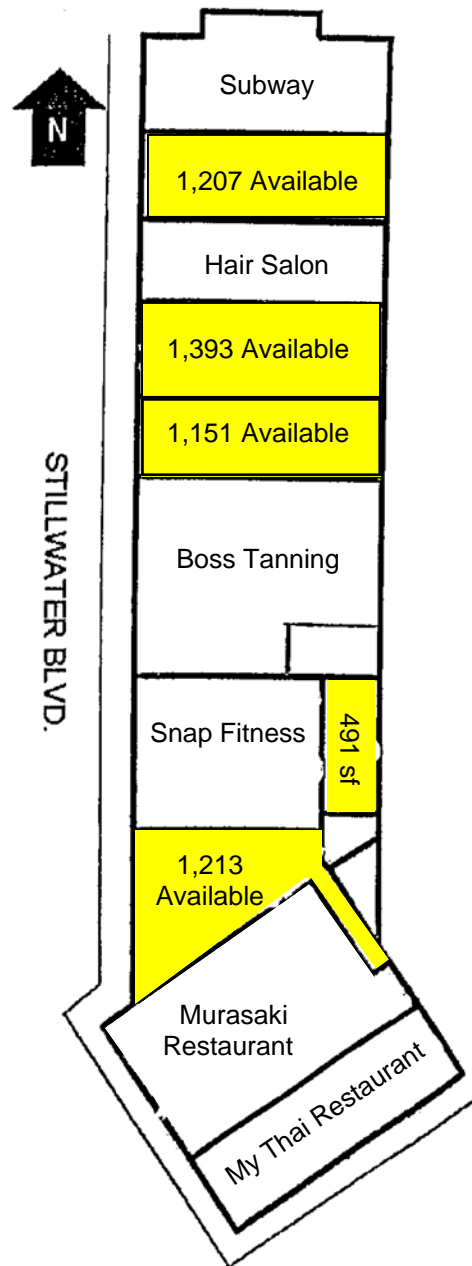 Subway
N
1,207 Available
Hair Salon
1,393 Available
1,151 Available
STILLWATER BLVD.
Boss Tanning
Snap Fitness
491 sf
1,213
Available
Murasaki
Restaurant
My Thai Restaurant